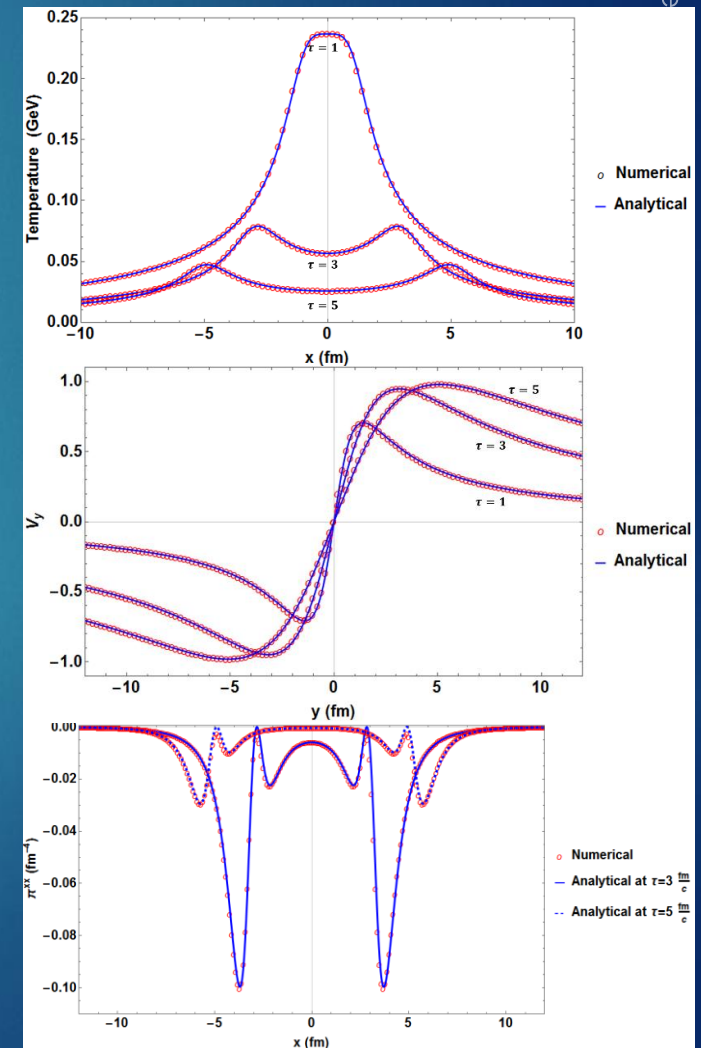 0.25
τ = 1
0.20
0.15
0.10
0.05
0.00
Temperature (GeV)
τ = 3
τ = 5
−10
−5
0
5
10
x (fm)
Numerical
Analytical
1.0
0.5
0.0
−0.5
−1.0
V_y
τ = 5
τ = 3
τ = 1
−10
−5
0
5
10
y (fm)
Numerical
Analytical
0.00
−0.02
−0.04
−0.06
−0.08
−0.10
π^xx (fm^−4)
−10
−5
0
5
10
x (fm)
Numerical
Analytical at τ=3 fm/c
Analytical at τ=5 fm/c